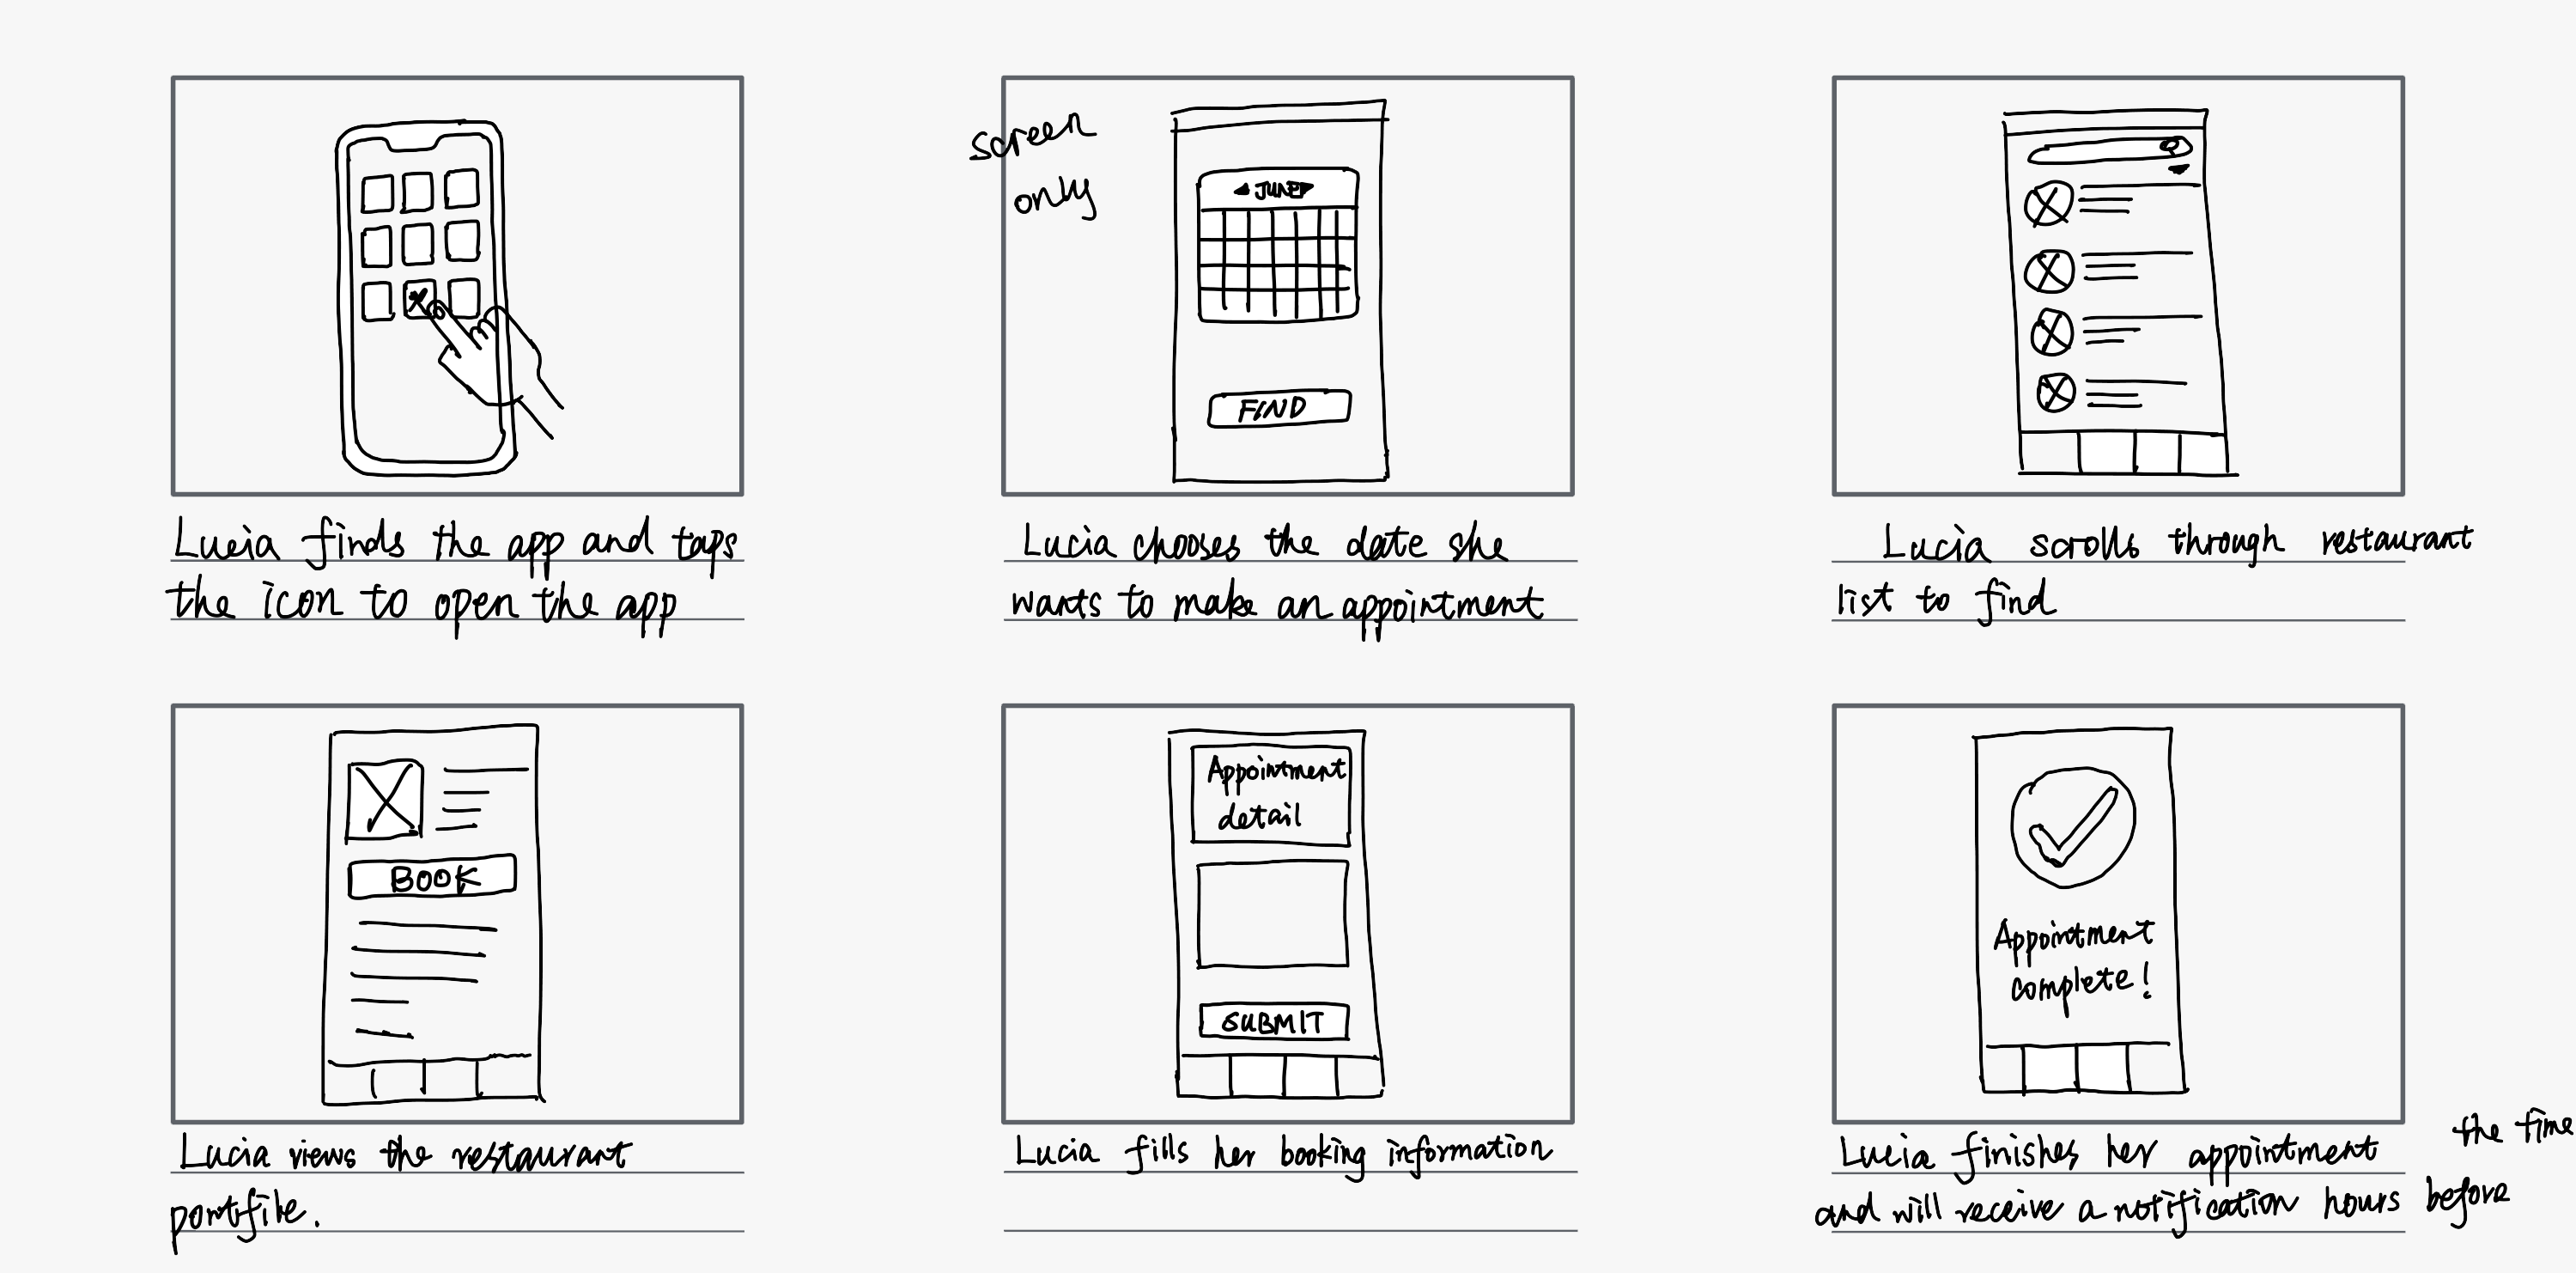 screen
only
◀ JUNE ▶
FIND
Lucia finds the app and taps
the icon to open the app
Lucia chooses the date she
wants to make an appointment
Lucia scrolls through restaurant
list to find
BOOK
Appointment
detail
SUBMIT
Appointment
complete!
Lucia views the restaurant
portfile.
Lucia fills her booking information
Lucia finishes her appointment
and will receive a notification hours before
the time